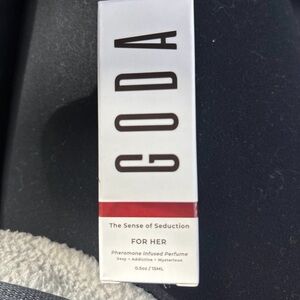 GODA
The Sense of Seduction
FOR HER
Pheromone Infused Perfume
Sexy + Addictive + Mysterious
0.5oz / 15ML